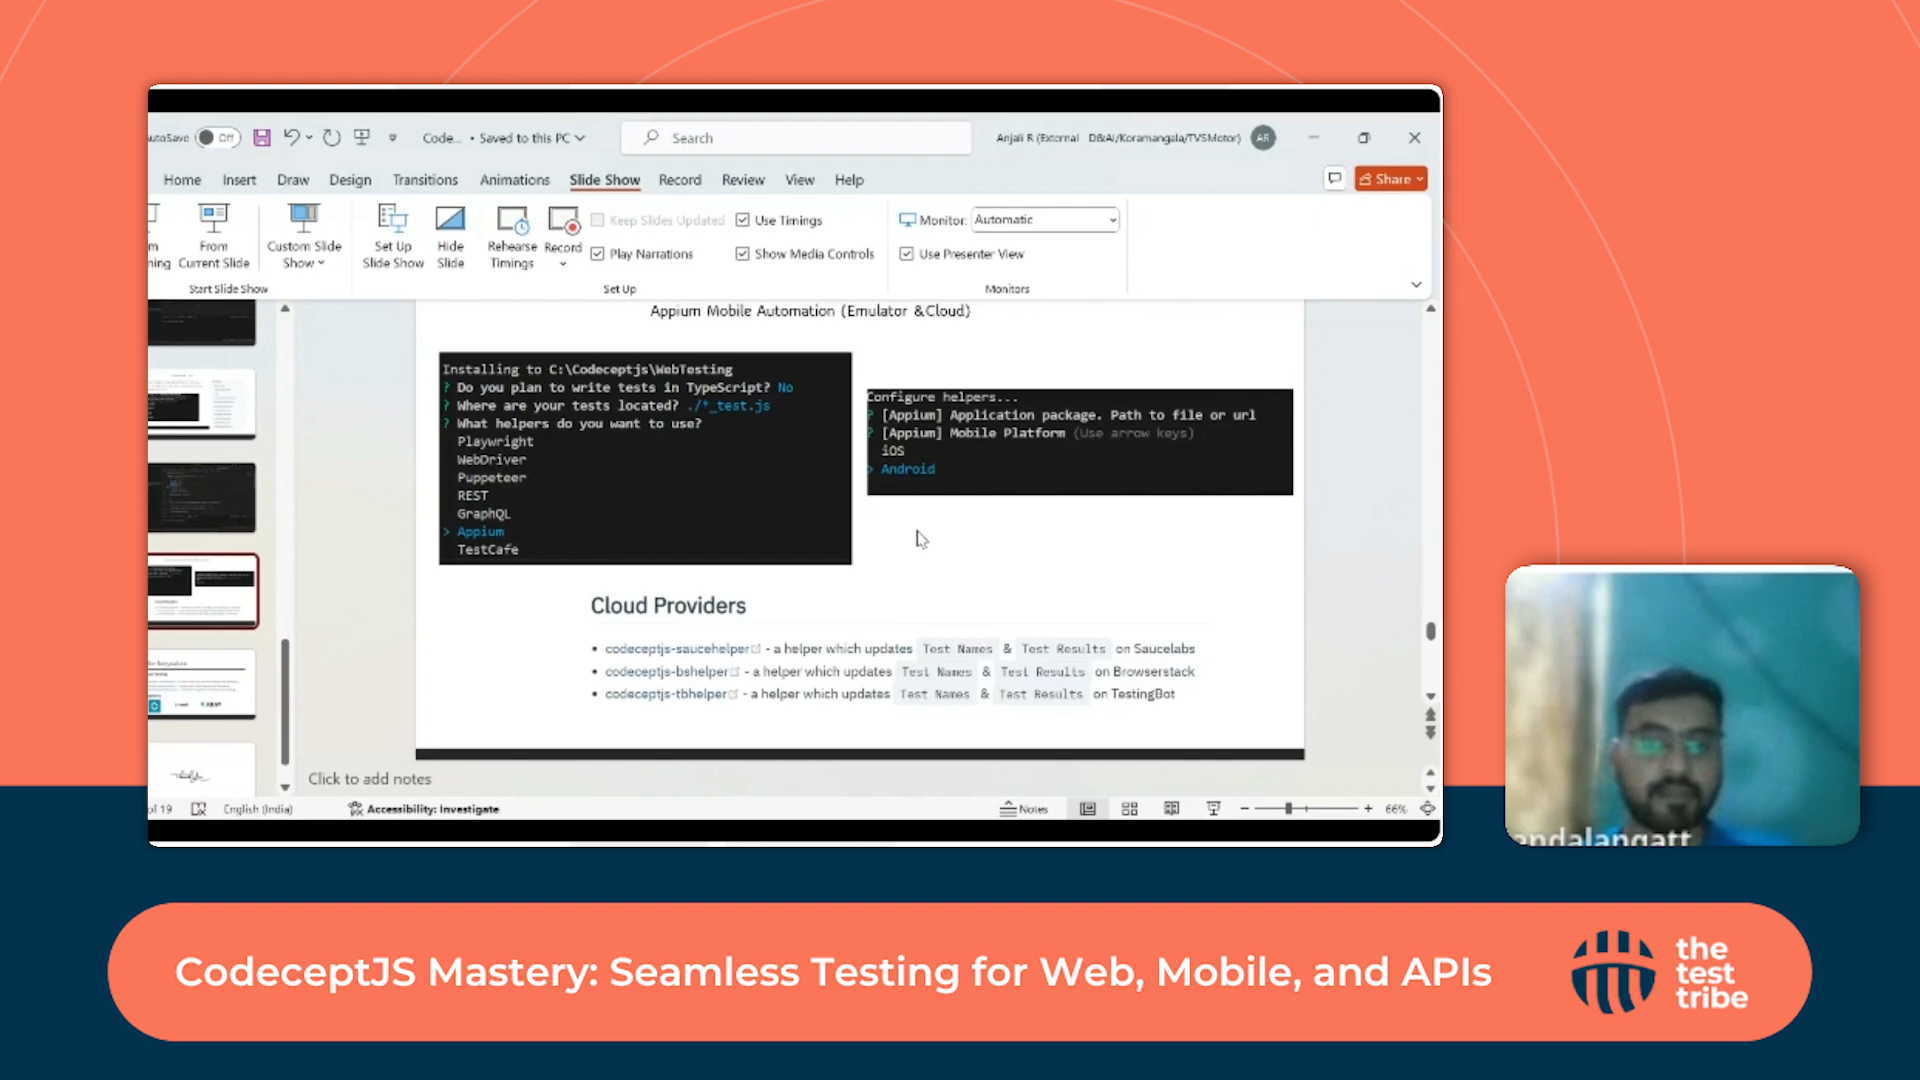 Off
Code... • Saved to this PC
Search
Anjali R (External D&Ai/Koramangala/TVSMotor)
AR
Home Insert Draw Design Transitions Animations Slide Show Record Review View Help
Share
From Current Slide
Custom Slide Show
Set Up Slide Show
Hide Slide
Rehearse Timings
Record
Keep Slides Updated
Use Timings
Play Narrations
Show Media Controls
Monitor: Automatic
Use Presenter View
Start Slide Show
Set Up
Monitors
Appium Mobile Automation (Emulator &Cloud)
Installing to C:\Codeceptjs\WebTesting
? Do you plan to write tests in TypeScript? No
? Where are your tests located? ./*_test.js
? What helpers do you want to use?
Playwright
WebDriver
Puppeteer
REST
GraphQL
> Appium
TestCafe
Configure helpers...
? [Appium] Application package. Path to file or url
? [Appium] Mobile Platform (Use arrow keys)
iOS
> Android
Cloud Providers
• codeceptjs-saucehelper - a helper which updates Test Names & Test Results on Saucelabs
• codeceptjs-bshelper - a helper which updates Test Names & Test Results on Browserstack
• codeceptjs-tbhelper - a helper which updates Test Names & Test Results on TestingBot
Click to add notes
of 19
English (India)
Accessibility: Investigate
Notes
66%
CodeceptJS Mastery: Seamless Testing for Web, Mobile, and APIs
the
test
tribe